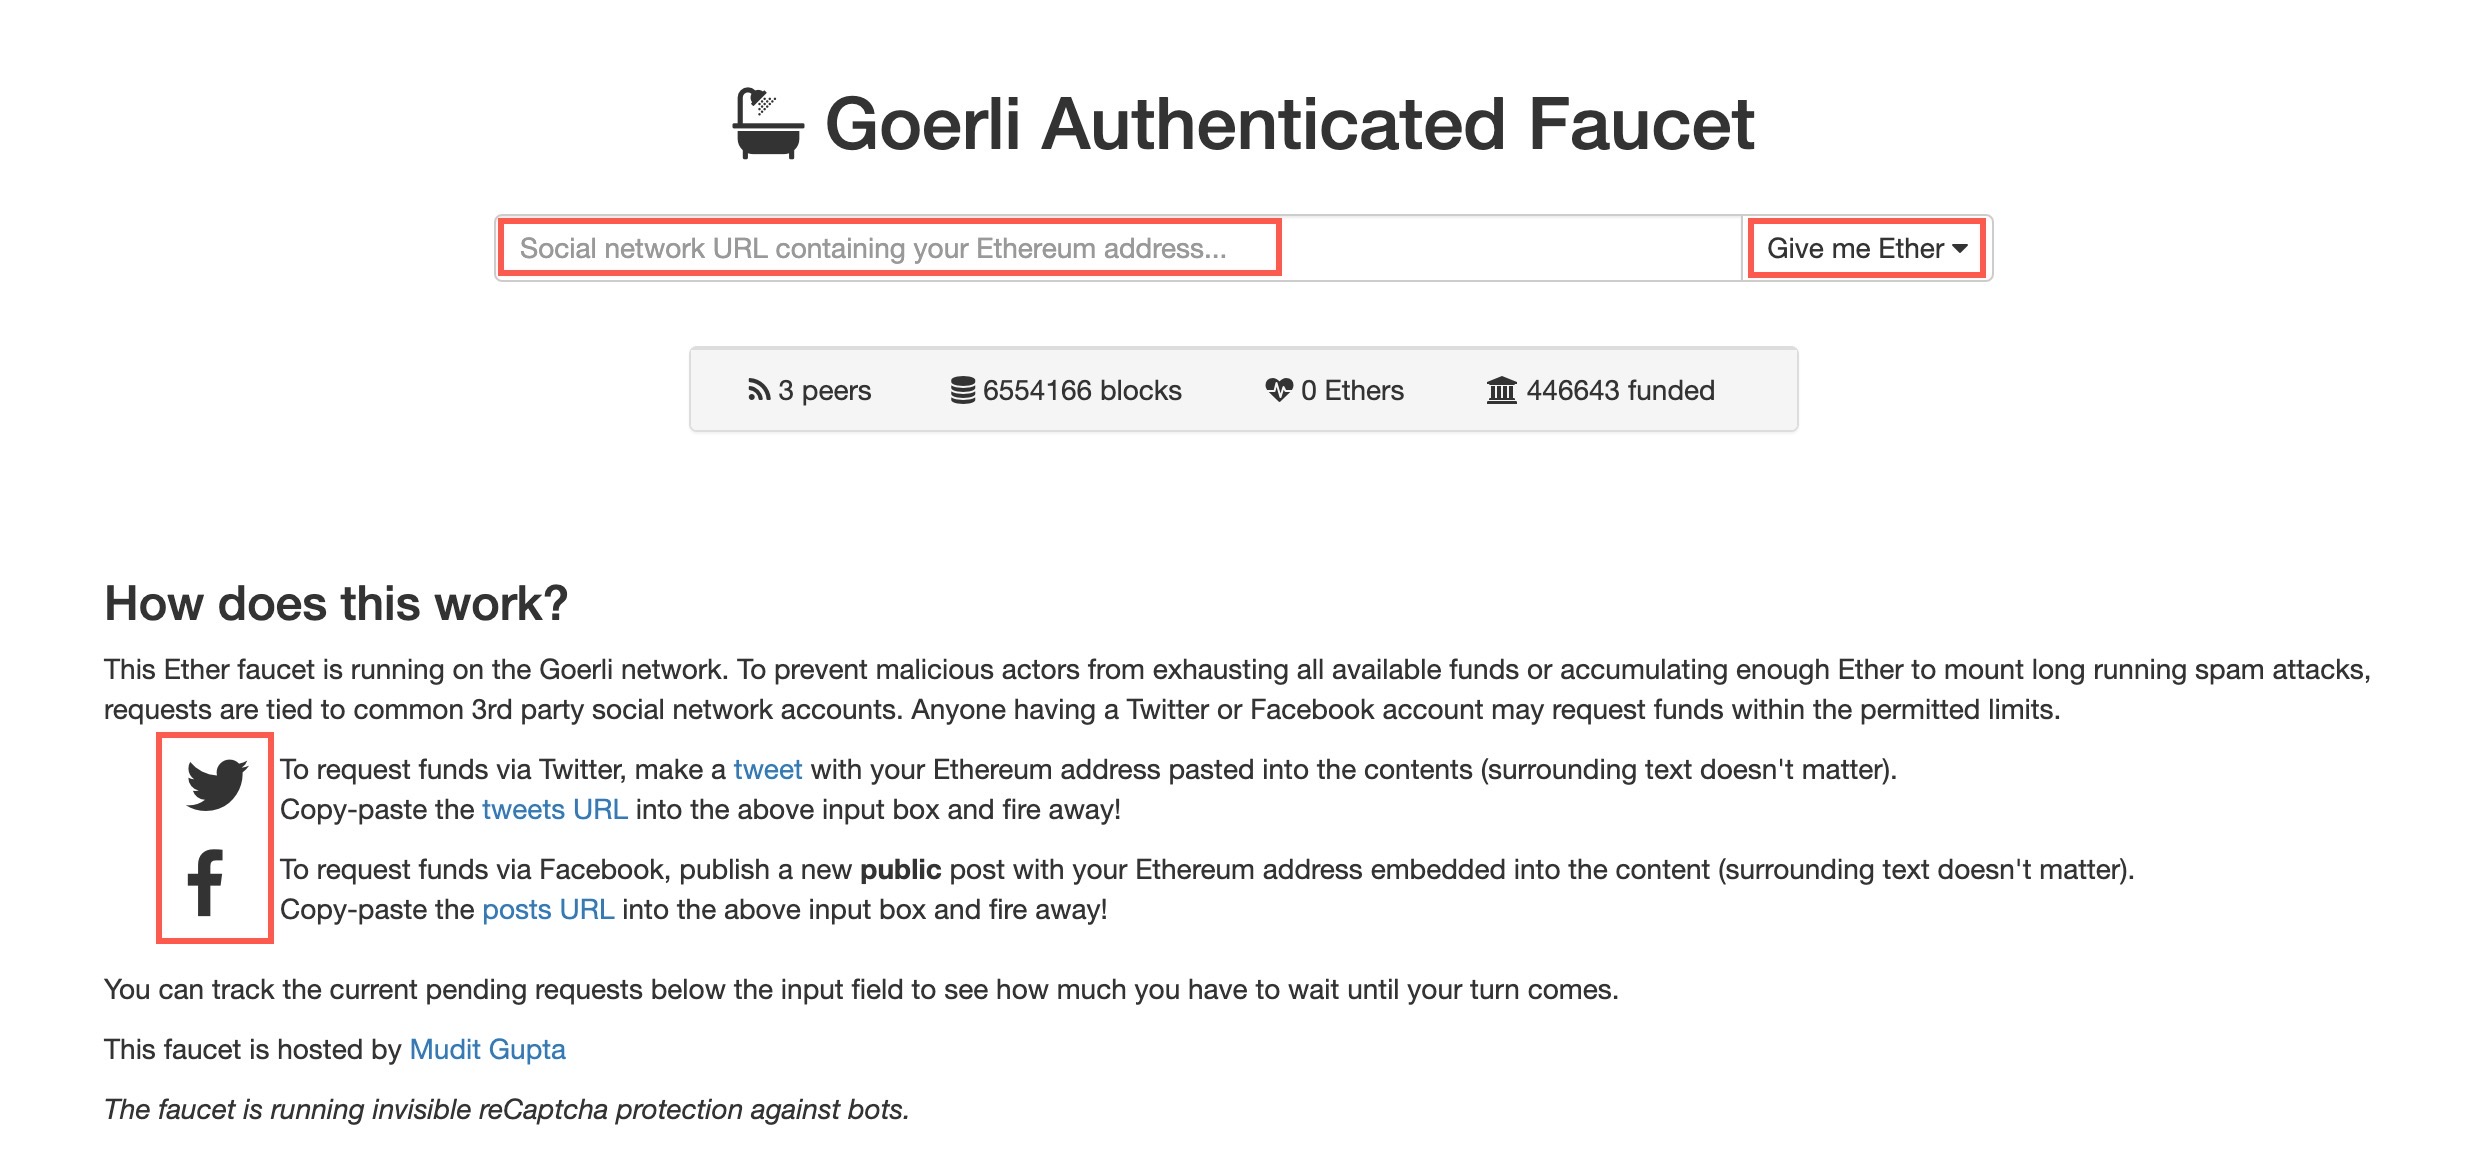 Goerli Authenticated Faucet
Social network URL containing your Ethereum address...
Give me Ether
3 peers
6554166 blocks
0 Ethers
446643 funded
How does this work?
This Ether faucet is running on the Goerli network. To prevent malicious actors from exhausting all available funds or accumulating enough Ether to mount long running spam attacks,
requests are tied to common 3rd party social network accounts. Anyone having a Twitter or Facebook account may request funds within the permitted limits.
To request funds via Twitter, make a tweet with your Ethereum address pasted into the contents (surrounding text doesn't matter).
Copy-paste the tweets URL into the above input box and fire away!
To request funds via Facebook, publish a new public post with your Ethereum address embedded into the content (surrounding text doesn't matter).
Copy-paste the posts URL into the above input box and fire away!
You can track the current pending requests below the input field to see how much you have to wait until your turn comes.
This faucet is hosted by Mudit Gupta
The faucet is running invisible reCaptcha protection against bots.